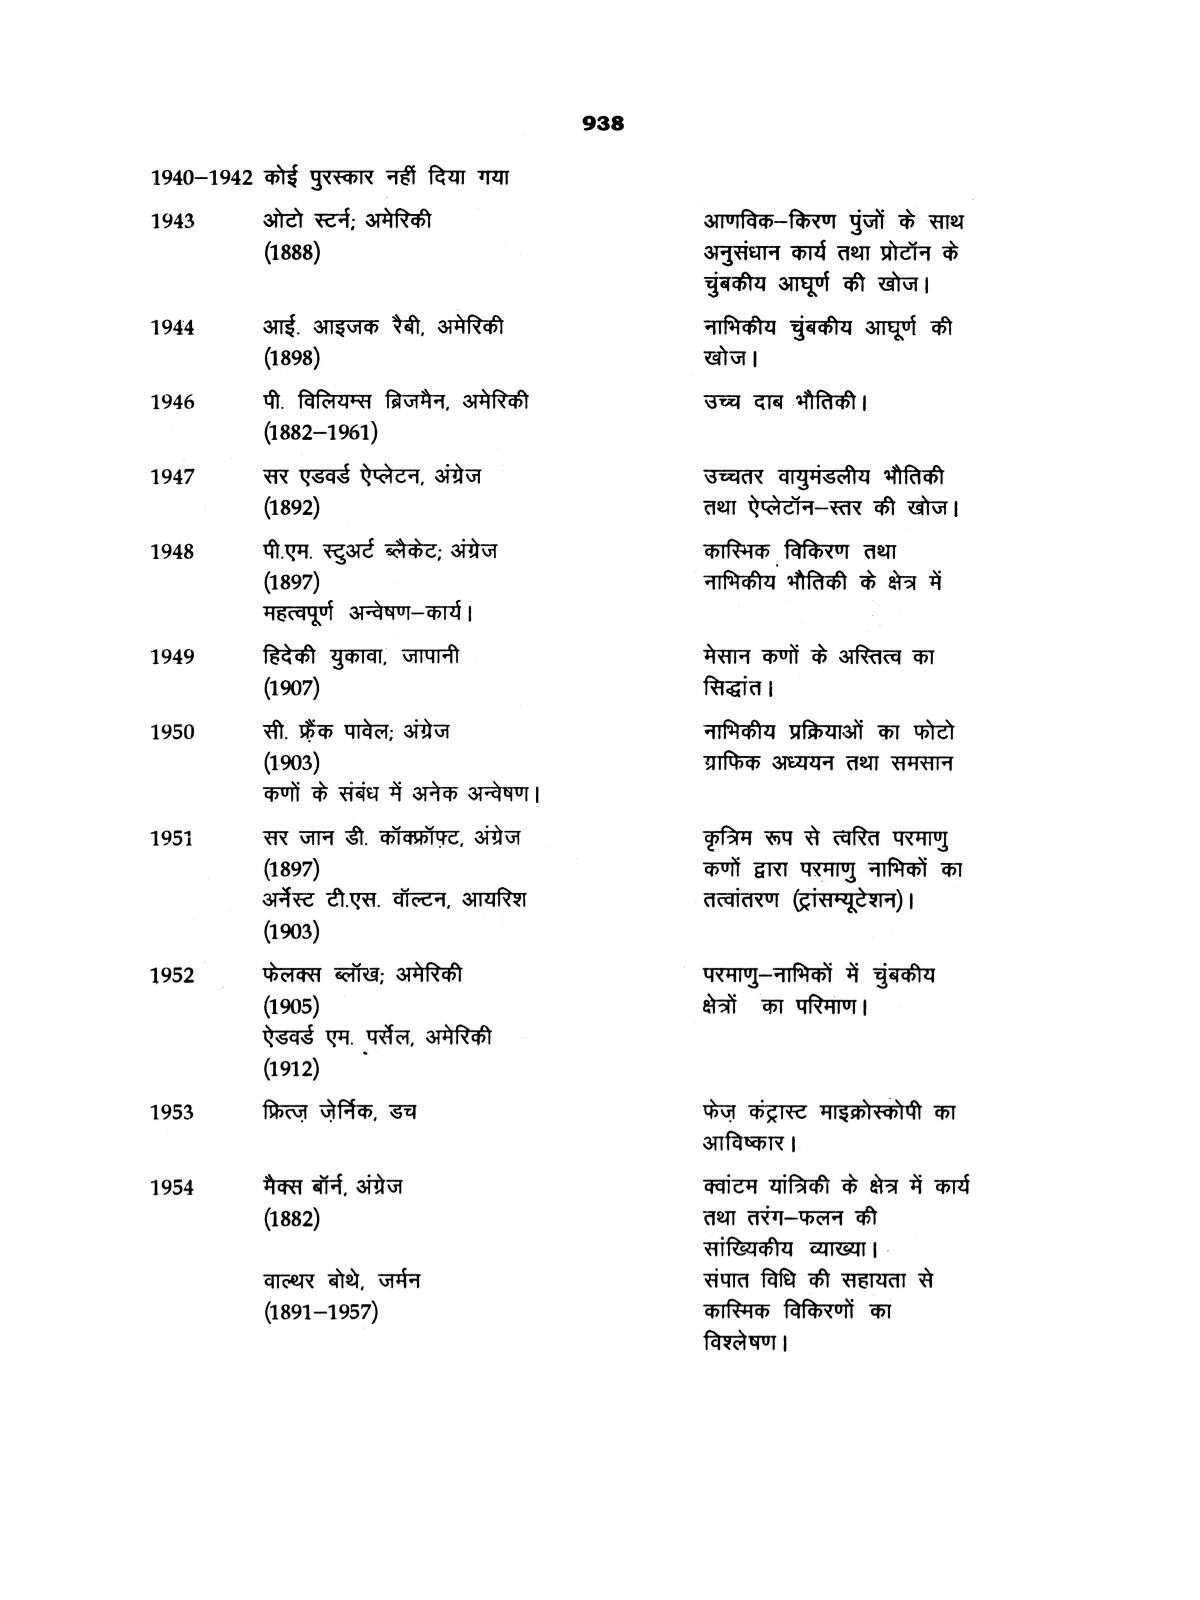 938
1940–1942 कोई पुरस्कार नहीं दिया गया
1943 ओटो स्टर्न; अमेरिकी आणविक–किरण पुंजों के साथ
(1888) अनुसंधान कार्य तथा प्रोटॉन के
चुंबकीय आघूर्ण की खोज।
1944 आई. आइजक रैबी, अमेरिकी नाभिकीय चुंबकीय आघूर्ण की
(1898) खोज।
1946 पी. विलियम्स ब्रिजमैन, अमेरिकी उच्च दाब भौतिकी।
(1882–1961)
1947 सर एडवर्ड ऐप्लेटन, अंग्रेज उच्चतर वायुमंडलीय भौतिकी
(1892) तथा ऐप्लेटॉन–स्तर की खोज।
1948 पी.एम. स्टुअर्ट ब्लैकेट; अंग्रेज कास्मिक विकिरण तथा
(1897) नाभिकीय भौतिकी के क्षेत्र में
महत्वपूर्ण अन्वेषण–कार्य।
1949 हिदेकी युकावा, जापानी मेसान कणों के अस्तित्व का
(1907) सिद्धांत।
1950 सी. फ्रैंक पावेल; अंग्रेज नाभिकीय प्रक्रियाओं का फोटो
(1903) ग्राफिक अध्ययन तथा समसान
कणों के संबंध में अनेक अन्वेषण।
1951 सर जान डी. कॉक्फ्रॉफ्ट, अंग्रेज कृत्रिम रूप से त्वरित परमाणु
(1897) कणों द्वारा परमाणु नाभिकों का
अर्नेस्ट टी.एस. वॉल्टन, आयरिश तत्वांतरण (ट्रांसम्यूटेशन)।
(1903)
1952 फेलक्स ब्लॉख; अमेरिकी परमाणु–नाभिकों में चुंबकीय
(1905) क्षेत्रों का परिमाण।
ऐडवर्ड एम. पर्सेल, अमेरिकी
(1912)
1953 फ्रित्ज़ ज़ेर्निक, डच फेज़ कंट्रास्ट माइक्रोस्कोपी का
आविष्कार।
1954 मैक्स बॉर्न, अंग्रेज क्वांटम यांत्रिकी के क्षेत्र में कार्य
(1882) तथा तरंग–फलन की
सांख्यिकीय व्याख्या।
वाल्थर बोथे, जर्मन संपात विधि की सहायता से
(1891–1957) कास्मिक विकिरणों का
विश्लेषण।